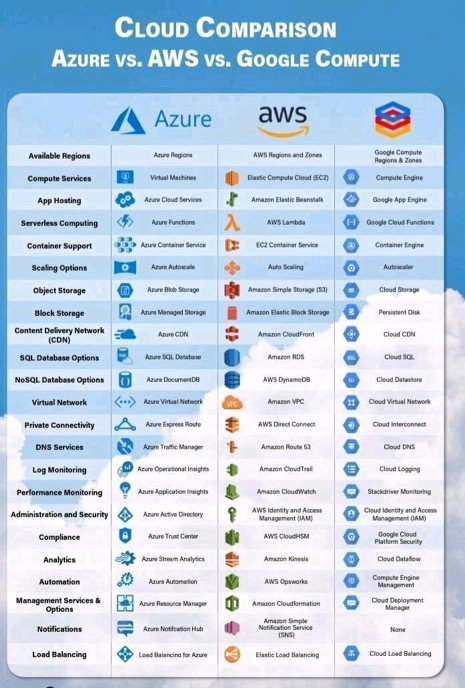 CLOUD COMPARISON
AZURE VS. AWS VS. GOOGLE COMPUTE
Azure aws
Available Regions Azure Regions AWS Regions and Zones Google Compute
Regions & Zones
Compute Services Virtual Machines Elastic Compute Cloud (EC2) Compute Engine
App Hosting Azure Cloud Services Amazon Elastic Beanstalk Google App Engine
Serverless Computing Azure Functions AWS Lambda Google Cloud Functions
Container Support Azure Container Service EC2 Container Service Container Engine
Scaling Options Azure Autoscale Auto Scaling Autoscaler
Object Storage Azure Blob Storage Amazon Simple Storage (S3) Cloud Storage
Block Storage Azure Managed Storage Amazon Elastic Block Storage Persistent Disk
Content Delivery Network
(CDN) Azure CDN Amazon CloudFront Cloud CDN
SQL Database Options SQL Azure SQL Database Amazon RDS SQL Cloud SQL
NoSQL Database Options Azure DocumentDB AWS DynamoDB Cloud Datastore
Virtual Network Azure Virtual Network VPC Amazon VPC Cloud Virtual Network
Private Connectivity Azure Express Route AWS Direct Connect Cloud Interconnect
DNS Services Azure Traffic Manager Amazon Route 53 Cloud DNS
Log Monitoring Azure Operational Insights Amazon CloudTrail Cloud Logging
Performance Monitoring Azure Application Insights Amazon CloudWatch Stackdriver Monitoring
Administration and Security Azure Active Directory AWS Identity and Access
Management (IAM) Cloud Identity and Access
Management (IAM)
Compliance Azure Trust Center AWS CloudHSM Google Cloud
Platform Security
Analytics Azure Stream Analytics Amazon Kinesis Cloud Dataflow
Automation Azure Automation AWS Opsworks Compute Engine
Management
Management Services &
Options Azure Resource Manager Amazon Cloudformation Cloud Deployment
Manager
Notifications Azure Notifcation Hub Amazon Simple
Notification Service
(SNS) None
Load Balancing Load Balancing for Azure Elastic Load Balancing Cloud Load Balancing